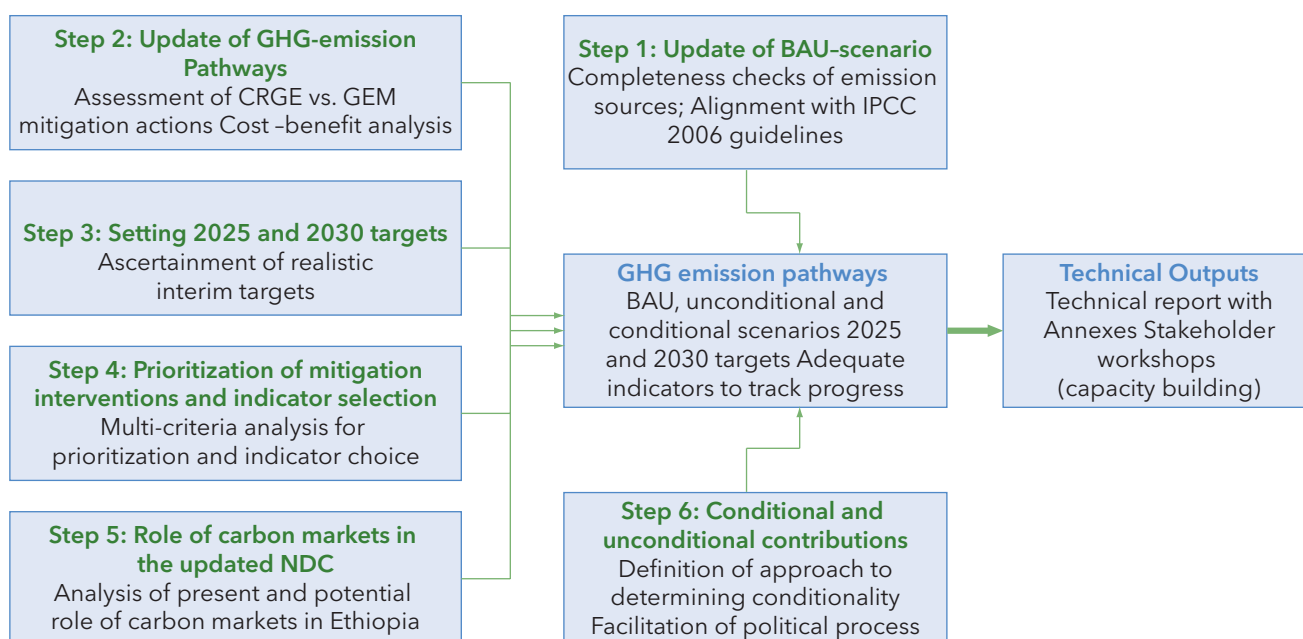 Step 2: Update of GHG-emission
Pathways
Assessment of CRGE vs. GEM
mitigation actions Cost –benefit analysis
Step 1: Update of BAU–scenario
Completeness checks of emission
sources; Alignment with IPCC
2006 guidelines
Step 3: Setting 2025 and 2030 targets
Ascertainment of realistic
interim targets
GHG emission pathways
BAU, unconditional and
conditional scenarios 2025
and 2030 targets Adequate
indicators to track progress
Technical Outputs
Technical report with
Annexes Stakeholder
workshops
(capacity building)
Step 4: Prioritization of mitigation
interventions and indicator selection
Multi-criteria analysis for
prioritization and indicator choice
Step 5: Role of carbon markets in
the updated NDC
Analysis of present and potential
role of carbon markets in Ethiopia
Step 6: Conditional and
unconditional contributions
Definition of approach to
determining conditionality
Facilitation of political process